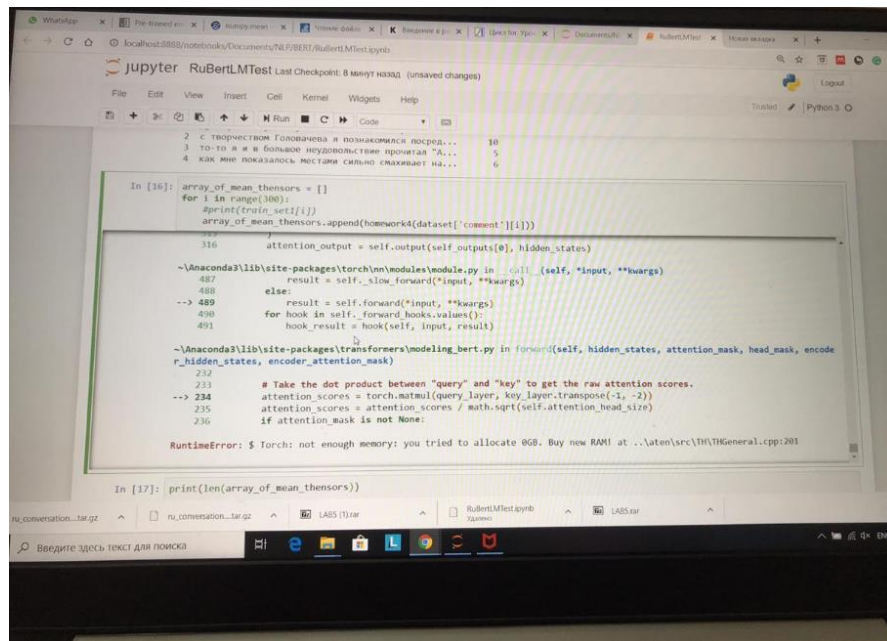 WhatsApp
numpy mean
RuBertLMTest
localhost:8888/notebooks/Documents/NLP/BERT/RuBertLMTest.ipynb
jupyter RuBertLMTest Last Checkpoint: 8 минут назад (unsaved changes)
Logout
File Edit View Insert Cell Kernel Widgets Help
Trusted Python 3
Run Code
2 с творчеством Головачева я познакомился посред... 10
3 то-то я и в большое неудовольствие прочитал "А... 5
4 как мне показалось местами сильно смахивает на... 6
In [16]: array_of_mean_thensors = []
for i in range(300):
#print(train_set1[i])
array_of_mean_thensors.append(homework4(dataset['comment'][i]))
316 attention_output = self.output(self_outputs[0], hidden_states)
~\Anaconda3\lib\site-packages\torch\nn\modules\module.py in __call__(self, *input, **kwargs)
487 result = self._slow_forward(*input, **kwargs)
488 else:
--> 489 result = self.forward(*input, **kwargs)
490 for hook in self._forward_hooks.values():
491 hook_result = hook(self, input, result)
~\Anaconda3\lib\site-packages\transformers\modeling_bert.py in forward(self, hidden_states, attention_mask, head_mask, encode
r_hidden_states, encoder_attention_mask)
232
233 # Take the dot product between "query" and "key" to get the raw attention scores.
--> 234 attention_scores = torch.matmul(query_layer, key_layer.transpose(-1, -2))
235 attention_scores = attention_scores / math.sqrt(self.attention_head_size)
236 if attention_mask is not None:
RuntimeError: $ Torch: not enough memory: you tried to allocate 0GB. Buy new RAM! at ..\aten\src\TH\THGeneral.cpp:201
In [17]: print(len(array_of_mean_thensors))
ru_conversation....tar.gz ru_conversation....tar.gz LAB5 (1).rar RuBertLMTest.ipynb LAB5.rar
Удалено
Введите здесь текст для поиска